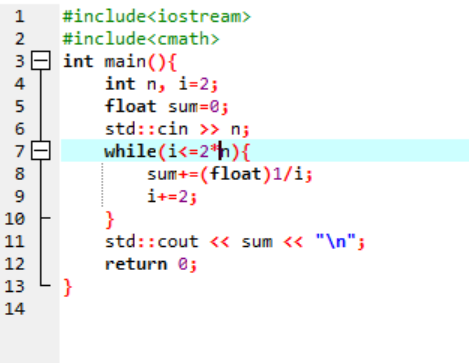 1 #include<iostream>
2 #include<cmath>
3 int main(){
4 int n, i=2;
5 float sum=0;
6 std::cin >> n;
7 while(i<=2*n){
8 sum+=(float)1/i;
9 i+=2;
10 }
11 std::cout << sum << "\n";
12 return 0;
13 }
14